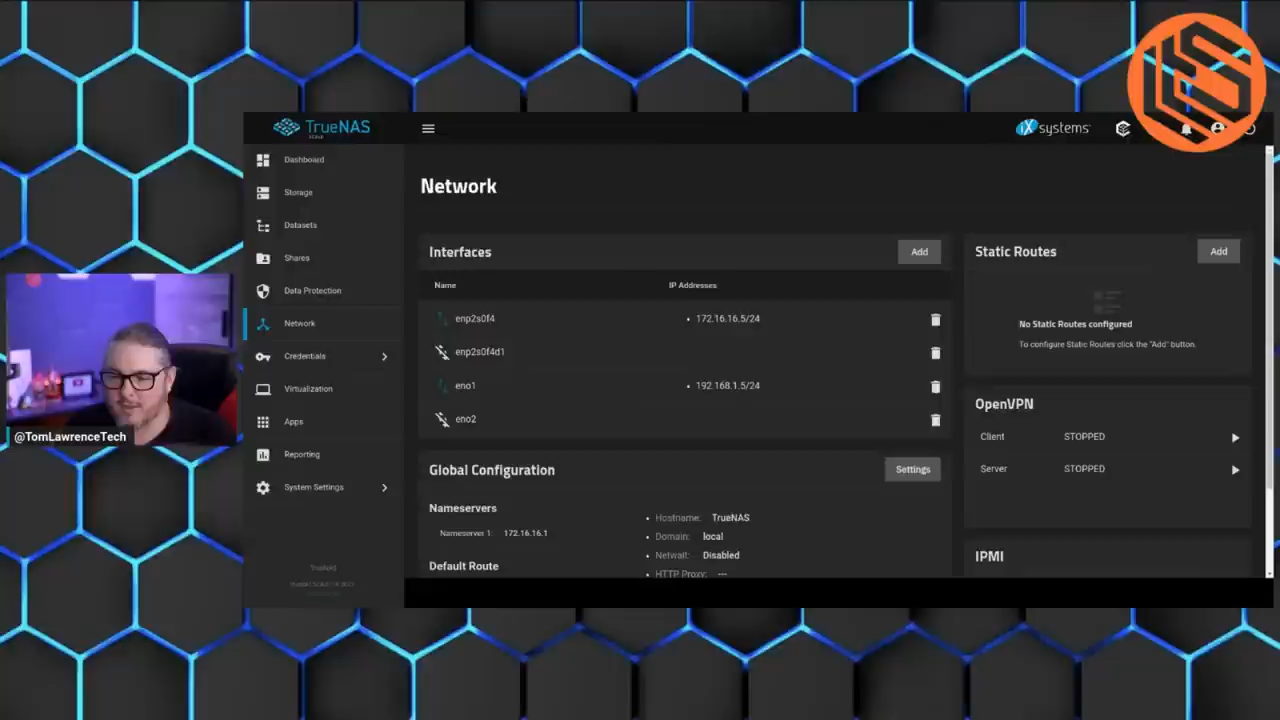 TrueNAS
SCALE
iXsystems
Dashboard
Storage
Datasets
Shares
Data Protection
Network
Credentials
Virtualization
Apps
Reporting
System Settings
TrueNAS
@TomLawrenceTech
Network
Interfaces
Add
Name
IP Addresses
enp2s0f4
• 172.16.16.5/24
enp2s0f4d1
eno1
• 192.168.1.5/24
eno2
Global Configuration
Settings
Nameservers
Nameserver 1: 172.16.16.1
Default Route
• Hostname: TrueNAS
• Domain: local
• Netwait: Disabled
• HTTP Proxy: ---
Static Routes
Add
No Static Routes configured
To configure Static Routes click the "Add" button.
OpenVPN
Client STOPPED
Server STOPPED
IPMI